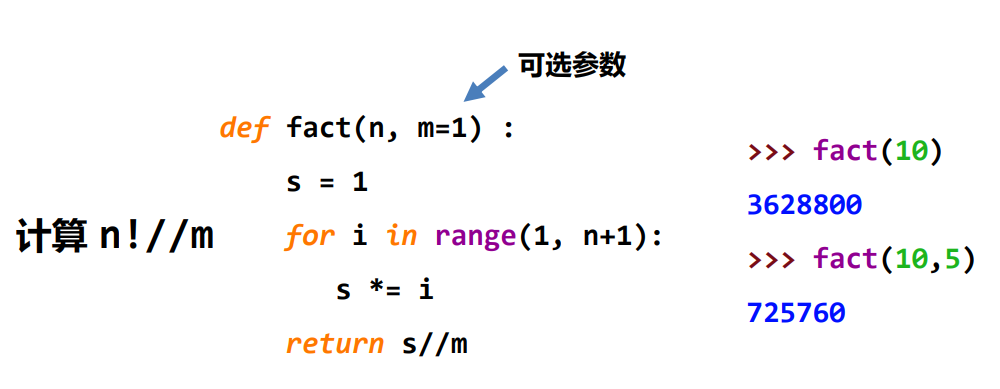 可选参数
def fact(n, m=1) :
s = 1
for i in range(1, n+1):
s *= i
return s//m
计算 n!//m
>>> fact(10)
3628800
>>> fact(10,5)
725760